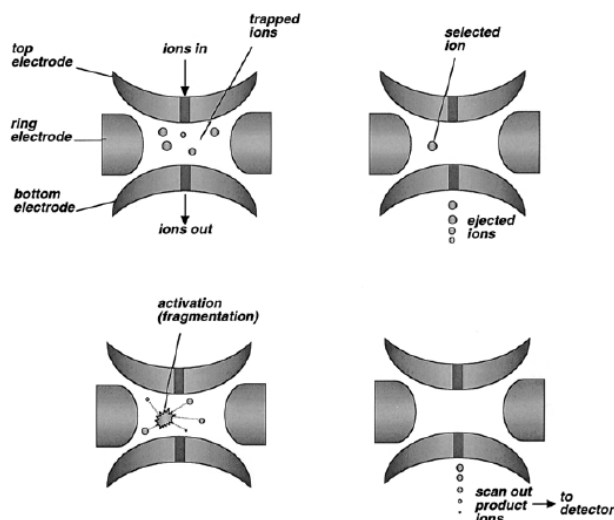 top
electrode
ions in
trapped
ions
ring
electrode
bottom
electrode
ions out
selected
ion
ejected
ions
activation
(fragmentation)
scan out
product
ions
to
detector